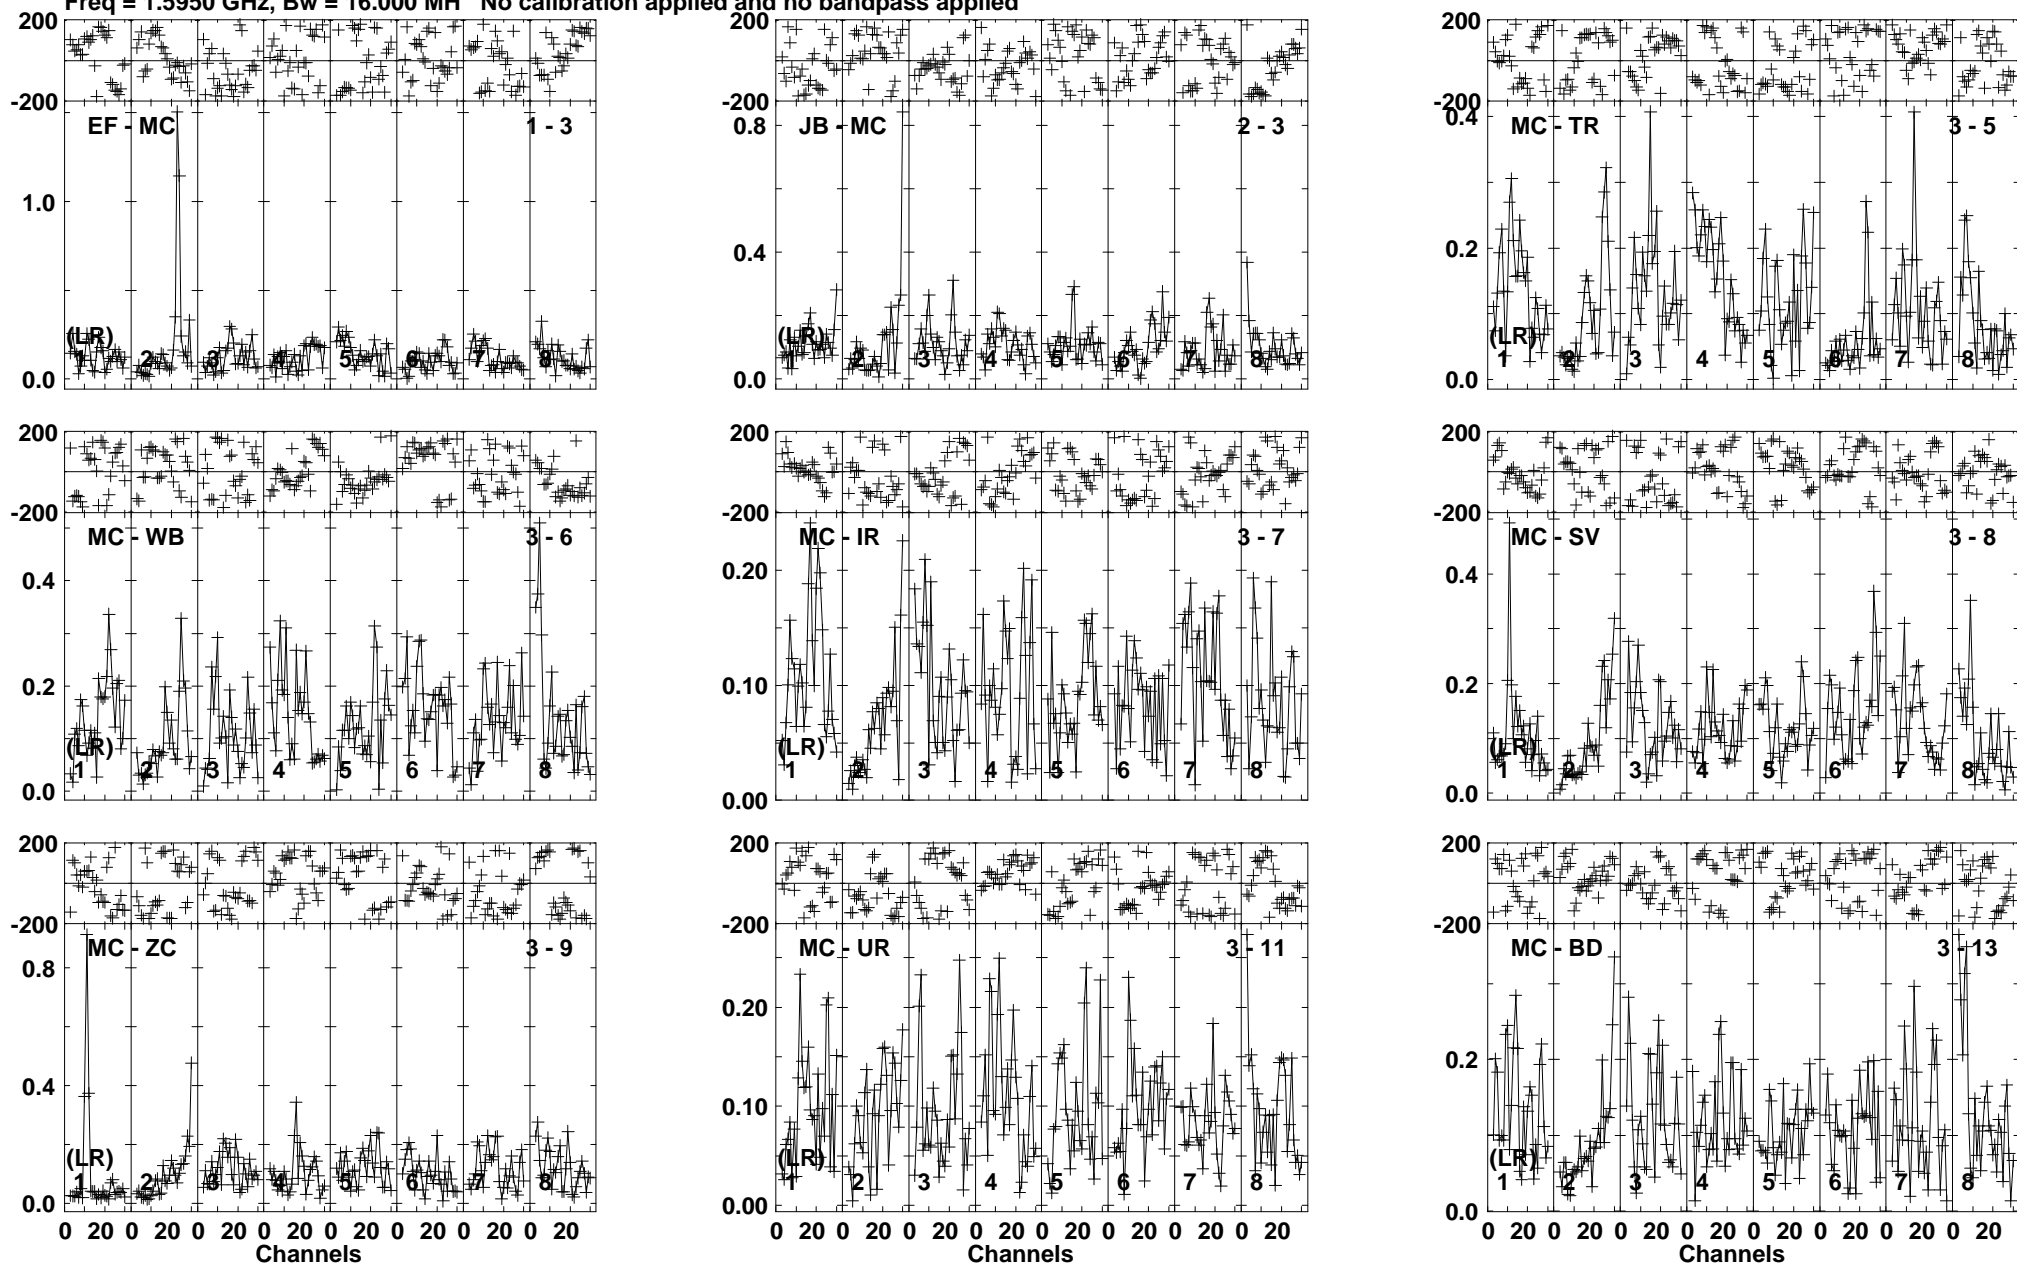 Freq = 1.5950 GHz, Bw = 16.000 MH No calibration applied and no bandpass applied
200 200 200
-200 -200 -200
EF - MC 1 - 3 JB - MC 2 - 3 MC - TR 3 - 5
1.0 0.8 0.4
0.4 0.2
(LR) (LR) (LR)
1 2 3 4 5 6 7 8 1 2 3 4 5 6 7 8 1 2 3 4 5 6 7 8
0.0 0.0 0.0
200 200 200
-200 -200 -200
MC - WB 3 - 6 MC - IR 3 - 7 MC - SV 3 - 8
0.4 0.20 0.4
0.2 0.10 0.2
(LR) (LR) (LR)
1 2 3 4 5 6 7 8 1 2 3 4 5 6 7 8 1 2 3 4 5 6 7 8
0.0 0.00 0.0
200 200 200
-200 -200 -200
MC - ZC 3 - 9 MC - UR 3 - 11 MC - BD 3 - 13
0.8 0.20
0.4 0.10 0.2
(LR) (LR) (LR)
1 2 3 4 5 6 7 8 1 2 3 4 5 6 7 8 1 2 3 4 5 6 7 8
0.0 0.00 0.0
0 20 0 20 0 20 0 20 0 20 0 20 0 20 0 20 0 20 0 20 0 20 0 20 0 20 0 20 0 20 0 20 0 20 0 20 0 20 0 20 0 20 0 20 0 20 0 20
Channels Channels Channels